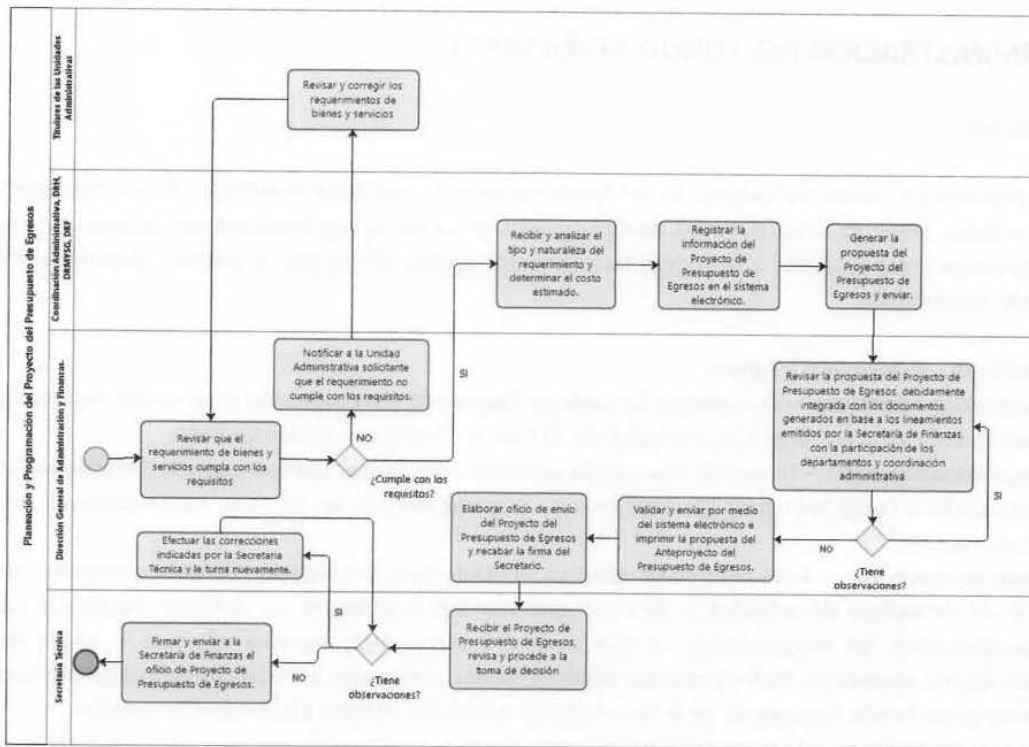 Planeación y Programación del Proyecto del Presupuesto de Egresos
Titulares de las Unidades
Administrativas
Revisar y corregir los
requerimientos de
bienes y servicios
Coordinación Administrativa, DRH,
DRMYSG, DRF
Recibir y analizar el
tipo y naturaleza del
requerimiento y
determinar el costo
estimado.
Registrar la
información del
Proyecto de
Presupuesto de
Egresos en el sistema
electrónico.
Generar la
propuesta del
Proyecto del
Presupuesto de
Egresos y enviar.
Dirección General de Administración y Finanzas.
Notificar a la Unidad
Administrativa solicitante
que el requerimiento no
cumple con los requisitos.
SI
Revisar la propuesta del Proyecto de
Presupuesto de Egresos, debidamente
integrada con los documentos
generados en base a los lineamientos
emitidos por la Secretaría de Finanzas,
con la participación de los
departamentos y coordinación
administrativa
Revisar que el
requerimiento de bienes y
servicios cumpla con los
requisitos
NO
¿Cumple con los
requisitos?
SI
Elaborar oficio de envío
del Proyecto del
Presupuesto de Egresos
y recabar la firma del
Secretario.
Validar y enviar por medio
del sistema electrónico e
imprimir la propuesta del
Anteproyecto del
Presupuesto de Egresos.
NO
¿Tiene
observaciones?
Efectuar las correcciones
indicadas por la Secretaría
Técnica y le turna nuevamente.
Secretaría Técnica
SI
Firmar y enviar a la
Secretaría de Finanzas el
oficio de Proyecto de
Presupuesto de Egresos.
NO
¿Tiene
observaciones?
Recibir el Proyecto de
Presupuesto de Egresos,
revisa y procede a la
toma de decisión